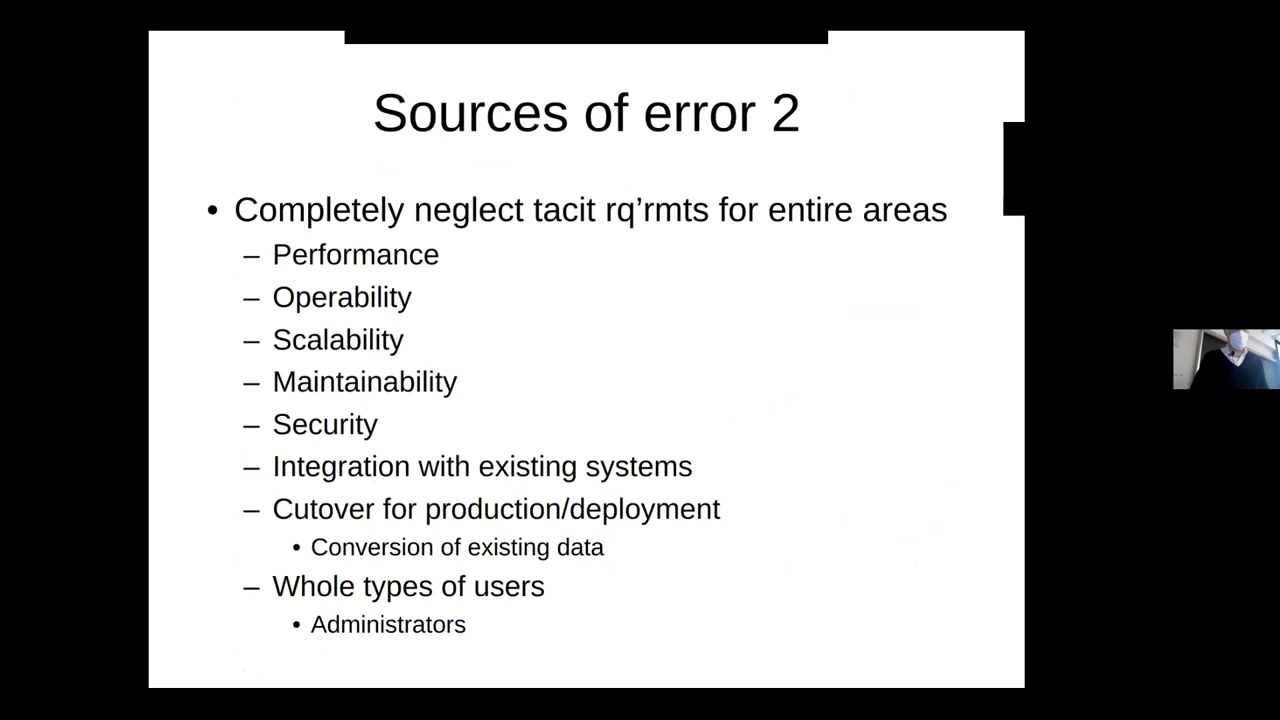 Sources of error 2
• Completely neglect tacit rq’rmts for entire areas
– Performance
– Operability
– Scalability
– Maintainability
– Security
– Integration with existing systems
– Cutover for production/deployment
• Conversion of existing data
– Whole types of users
• Administrators